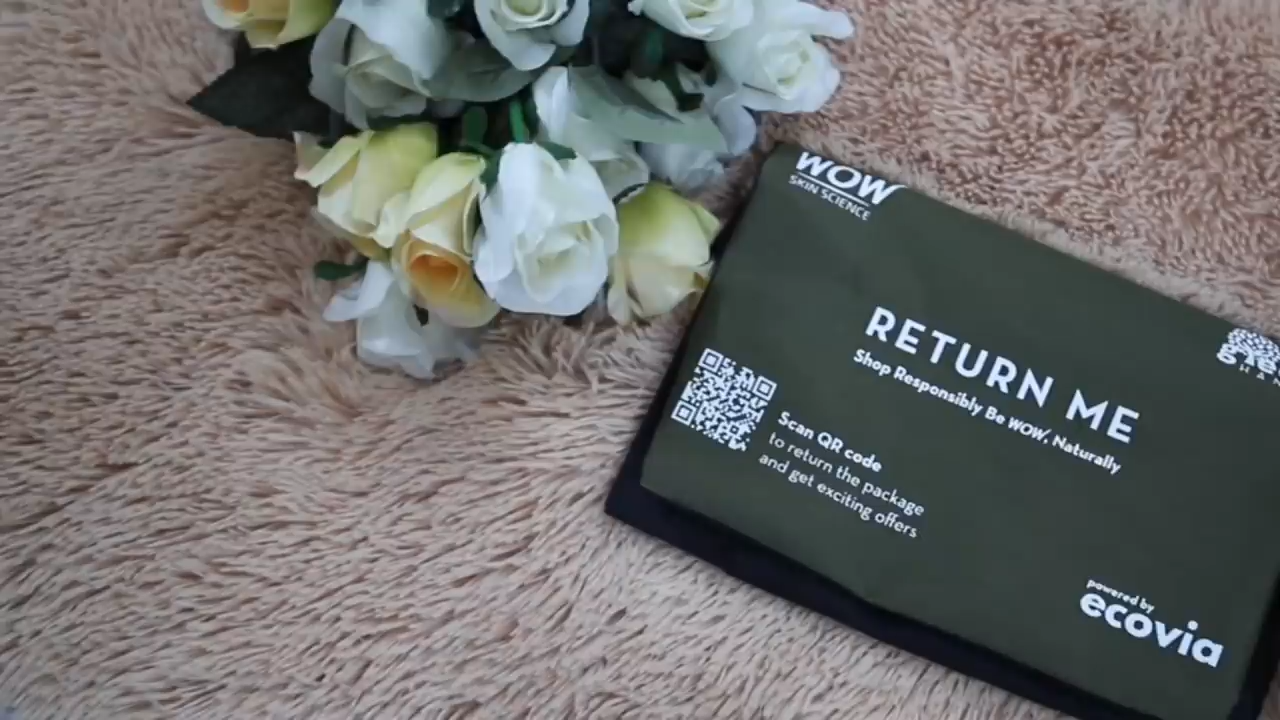 WOW
SKIN SCIENCE
RETURN ME
Shop Responsibly Be WOW, Naturally
Scan QR code
to return the package
and get exciting offers
powered by
ecovia